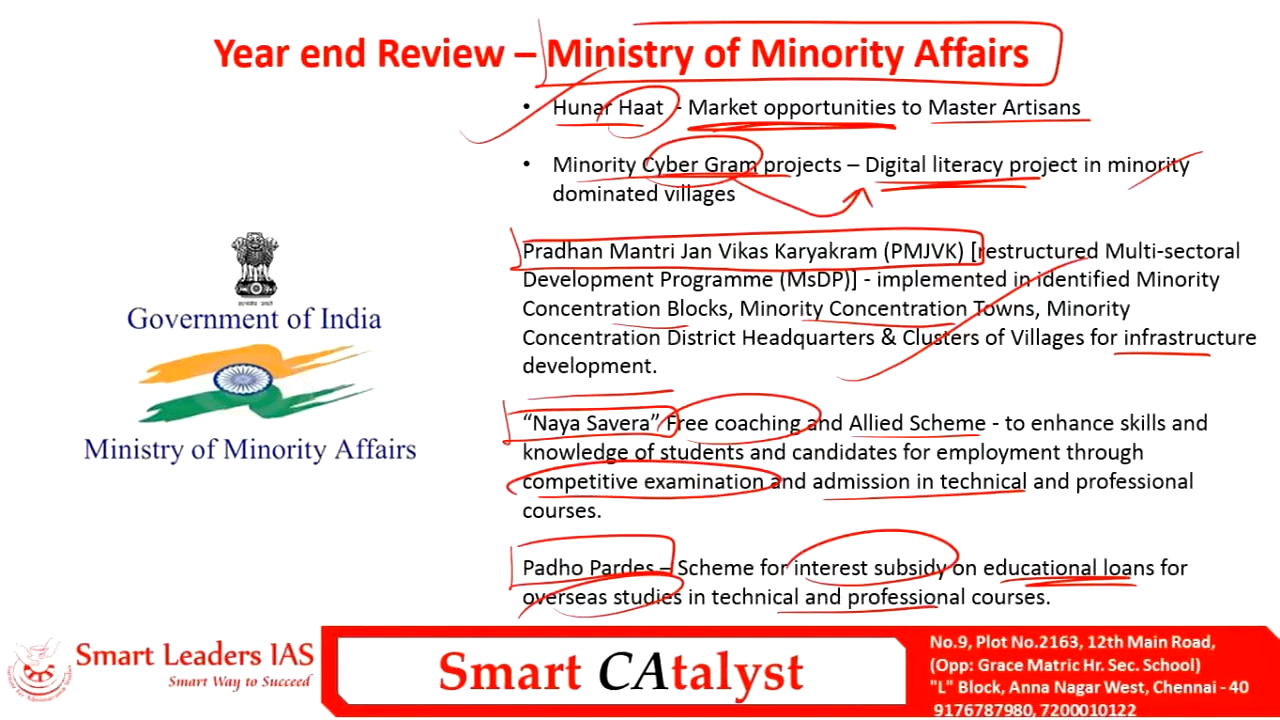 Year end Review – Ministry of Minority Affairs
• Hunar Haat - Market opportunities to Master Artisans
• Minority Cyber Gram projects – Digital literacy project in minority
dominated villages
Pradhan Mantri Jan Vikas Karyakram (PMJVK) [restructured Multi-sectoral
Development Programme (MsDP)] - implemented in identified Minority
Concentration Blocks, Minority Concentration Towns, Minority
Concentration District Headquarters & Clusters of Villages for infrastructure
development.
"Naya Savera" Free coaching and Allied Scheme - to enhance skills and
knowledge of students and candidates for employment through
competitive examination and admission in technical and professional
courses.
Padho Pardes – Scheme for interest subsidy on educational loans for
overseas studies in technical and professional courses.
Government of India
Ministry of Minority Affairs
Smart Leaders IAS
Smart Way to Succeed
Smart CAtalyst
No.9, Plot No.2163, 12th Main Road,
(Opp: Grace Matric Hr. Sec. School)
"L" Block, Anna Nagar West, Chennai - 40
9176787980, 7200010122